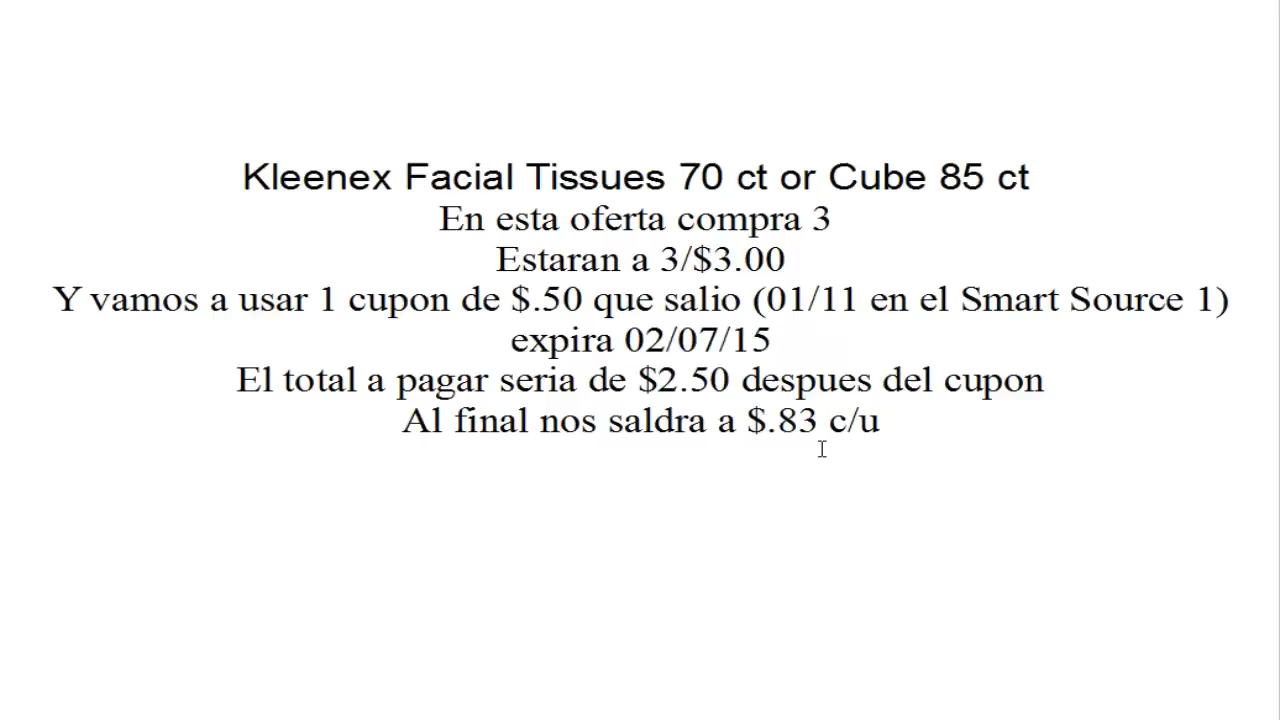 Kleenex Facial Tissues 70 ct or Cube 85 ct
En esta oferta compra 3
Estaran a 3/$3.00
Y vamos a usar 1 cupon de $.50 que salio (01/11 en el Smart Source 1)
expira 02/07/15
El total a pagar seria de $2.50 despues del cupon
Al final nos saldra a $.83 c/u